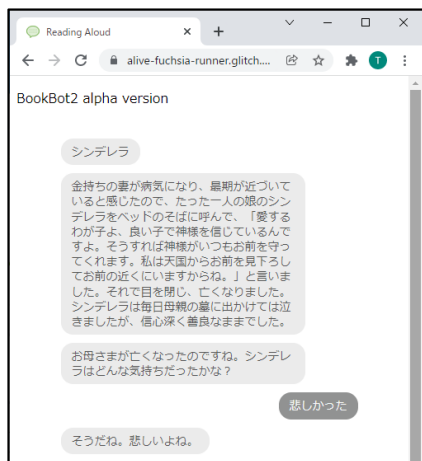 Reading Aloud
alive-fuchsia-runner.glitch....
T
BookBot2 alpha version
シンデレラ
金持ちの妻が病気になり、最期が近づいて
いると感じたので、たった一人の娘のシン
デレラをベッドのそばに呼んで、「愛する
わが子よ、良い子で神様を信じているんで
すよ。そうすれば神様がいつもお前を守っ
てくれます。私は天国からお前を見下ろし
てお前の近くにいますからね。」と言いま
した。それで目を閉じ、亡くなりました。
シンデレラは毎日母親の墓に出かけては泣
きましたが、信心深く善良なままでした。
お母さまが亡くなったのですね。シンデレ
ラはどんな気持ちだったかな？
悲しかった
そうだね。悲しいよね。